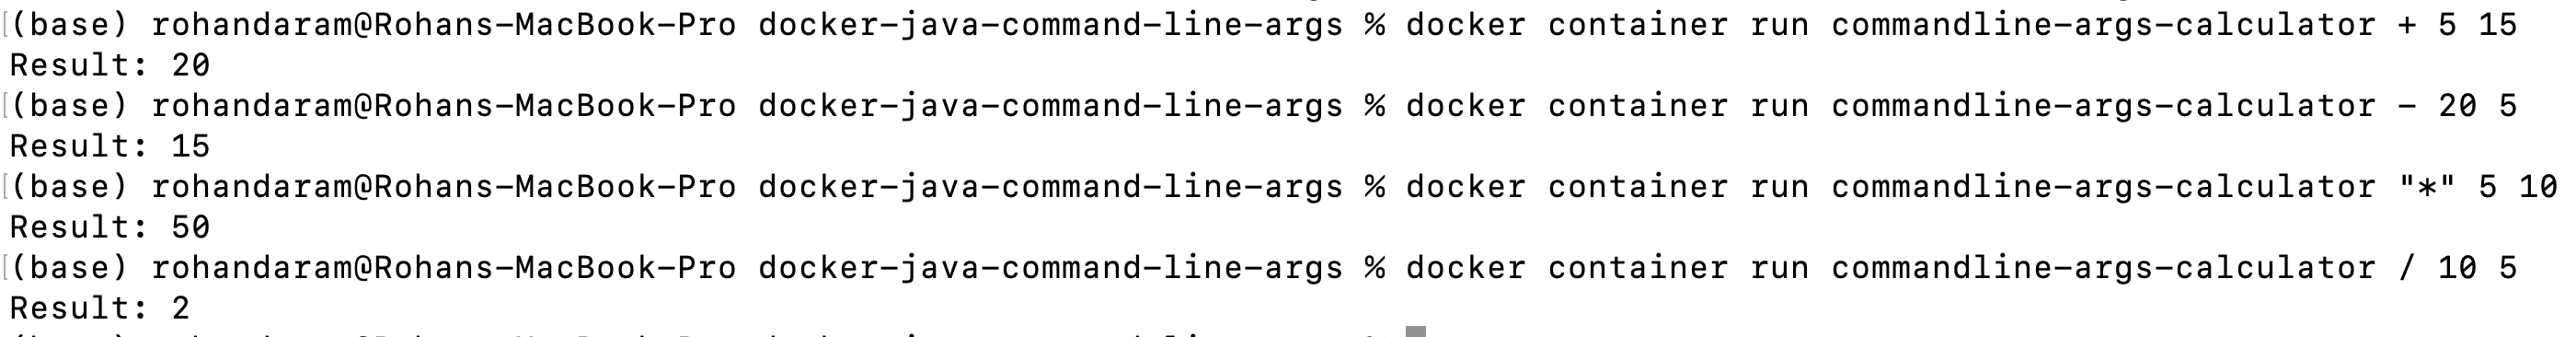 [(base) rohandaram@Rohans-MacBook-Pro docker-java-command-line-args % docker container run commandline-args-calculator + 5 15
Result: 20
[(base) rohandaram@Rohans-MacBook-Pro docker-java-command-line-args % docker container run commandline-args-calculator - 20 5
Result: 15
[(base) rohandaram@Rohans-MacBook-Pro docker-java-command-line-args % docker container run commandline-args-calculator "*" 5 10
Result: 50
[(base) rohandaram@Rohans-MacBook-Pro docker-java-command-line-args % docker container run commandline-args-calculator / 10 5
Result: 2